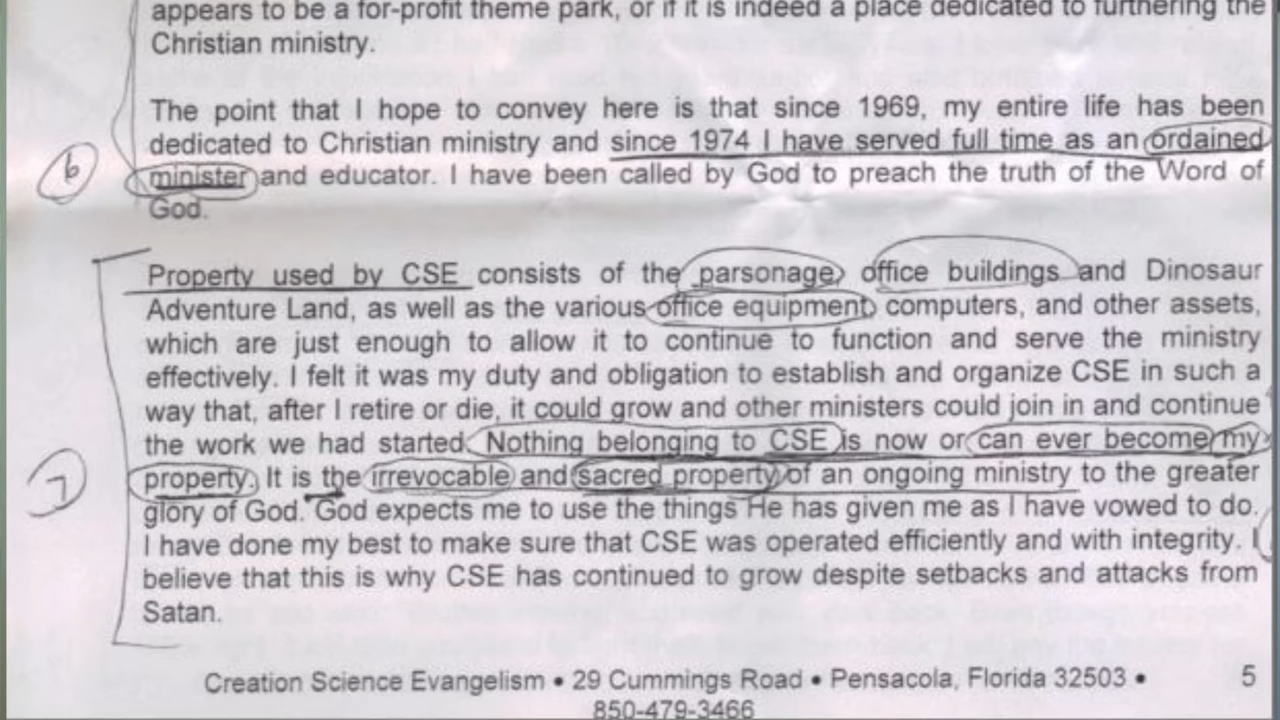 appears to be a for-profit theme park, or if it is indeed a place dedicated to furthering the
Christian ministry.
The point that I hope to convey here is that since 1969, my entire life has been
dedicated to Christian ministry and since 1974 I have served full time as an ordained
6
minister and educator. I have been called by God to preach the truth of the Word of
God.
Property used by CSE consists of the parsonage, office buildings and Dinosaur
Adventure Land, as well as the various office equipment, computers, and other assets,
which are just enough to allow it to continue to function and serve the ministry
effectively. I felt it was my duty and obligation to establish and organize CSE in such a
way that, after I retire or die, it could grow and other ministers could join in and continue
the work we had started. Nothing belonging to CSE is now or can ever become my
7
property. It is the irrevocable and sacred property of an ongoing ministry to the greater
glory of God. God expects me to use the things He has given me as I have vowed to do.
I have done my best to make sure that CSE was operated efficiently and with integrity. I
believe that this is why CSE has continued to grow despite setbacks and attacks from
Satan.
Creation Science Evangelism • 29 Cummings Road • Pensacola, Florida 32503 •
5
850-479-3466